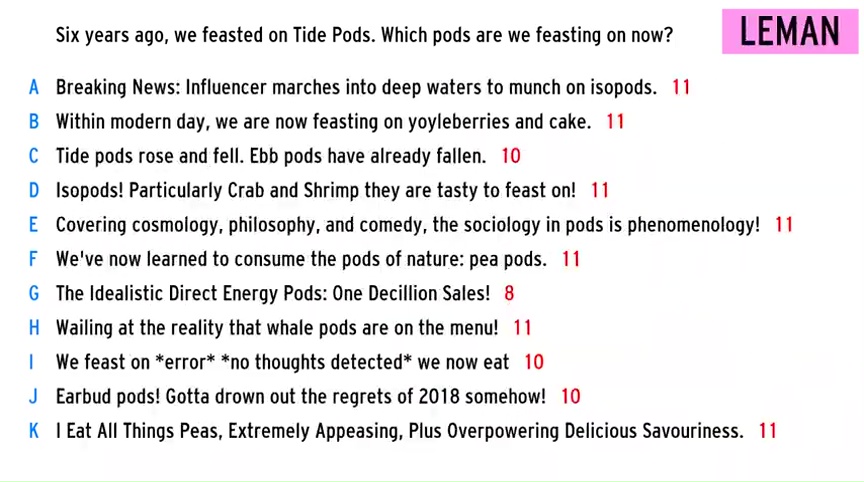 Six years ago, we feasted on Tide Pods. Which pods are we feasting on now?
LEMAN
A Breaking News: Influencer marches into deep waters to munch on isopods. 11
B Within modern day, we are now feasting on yoyleberries and cake. 11
C Tide pods rose and fell. Ebb pods have already fallen. 10
D Isopods! Particularly Crab and Shrimp they are tasty to feast on! 11
E Covering cosmology, philosophy, and comedy, the sociology in pods is phenomenology! 11
F We've now learned to consume the pods of nature: pea pods. 11
G The Idealistic Direct Energy Pods: One Decillion Sales! 8
H Wailing at the reality that whale pods are on the menu! 11
I We feast on *error* *no thoughts detected* we now eat 10
J Earbud pods! Gotta drown out the regrets of 2018 somehow! 10
K I Eat All Things Peas, Extremely Appeasing, Plus Overpowering Delicious Savouriness. 11